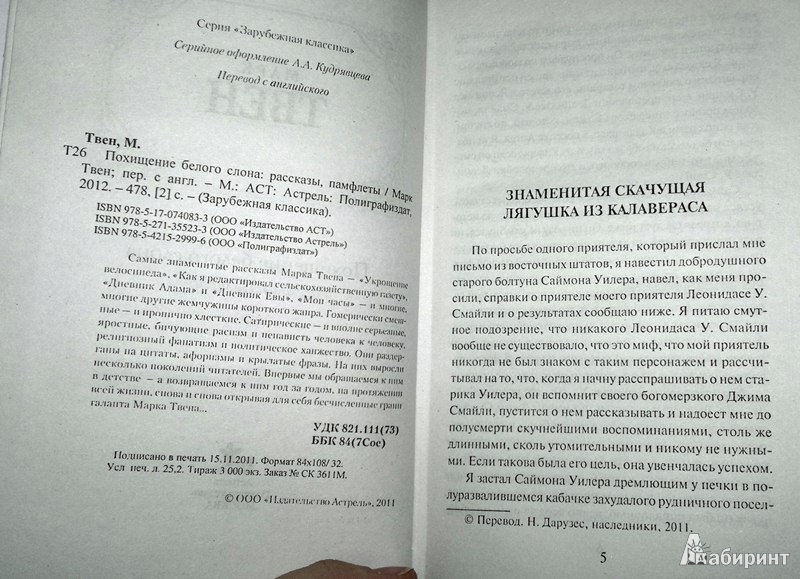 Серия «Зарубежная классика»
Серийное оформление А.А. Кудрявцева
Перевод с английского
Твен, М.
Т26 Похищение белого слона: рассказы, памфлеты / Марк
Твен; пер. с англ. – М.: АСТ: Астрель: Полиграфиздат,
2012. – 478, [2] с. – (Зарубежная классика).
ISBN 978-5-17-074083-3 (ООО «Издательство АСТ»)
ISBN 978-5-271-35523-3 (ООО «Издательство Астрель»)
ISBN 978-5-4215-2999-6 (ООО «Полиграфиздат»)
Самые знаменитые рассказы Марка Твена – «Укрощение
велосипеда», «Как я редактировал сельскохозяйственную газету»,
«Дневник Адама» и «Дневник Евы», «Мои часы» – и многие,
многие другие жемчужины короткого жанра. Гомерически смеш-
ные – и иронично хлесткие. Сатирические – и вполне серьезные,
яростные, бичующие расизм и ненависть человека к человеку,
религиозный фанатизм и политическое ханжество. Они раздер-
ганы на цитаты, афоризмы и крылатые фразы. На них выросли
несколько поколений читателей. Впервые мы обращаемся к ним
в детстве – а возвращаемся к ним год за годом, на протяжении
всей жизни, снова и снова открывая для себя бесчисленные грани
таланта Марка Твена...
УДК 821.111(73)
ББК 84(7Сое)
Подписано в печать 15.11.2011. Формат 84х108/32.
Усл. печ. л. 25,2. Тираж 3 000 экз. Заказ № СК 3611М.
© ООО «Издательство Астрель», 2011
ТВЕН
ЗНАМЕНИТАЯ СКАЧУЩАЯ
ЛЯГУШКА ИЗ КАЛАВЕРАСА
По просьбе одного приятеля, который прислал мне
письмо из восточных штатов, я навестил добродушного
старого болтуна Саймона Уилера, навел, как меня про-
сили, справки о приятеле моего приятеля Леонидасе У.
Смайли и о результатах сообщаю ниже. Я питаю смут-
ное подозрение, что никакого Леонидаса У. Смайли
вообще не существовало, что это миф, что мой приятель
никогда не был знаком с таким персонажем и рассчи-
тывал на то, что, когда я начну расспрашивать о нем ста-
рика Уилера, он вспомнит своего богомерзкого Джима
Смайли, пустится о нем рассказывать и надоест мне до
полусмерти скучнейшими воспоминаниями, столь же
длинными, сколь утомительными и никому не нужны-
ми. Если такова была его цель, она увенчалась успехом.
Я застал Саймона Уилера дремлющим у печки в по-
луразвалившемся кабачке захудалого рудничного посел-
© Перевод. Н. Дарузес, наследники, 2011.
5
Лабиринт